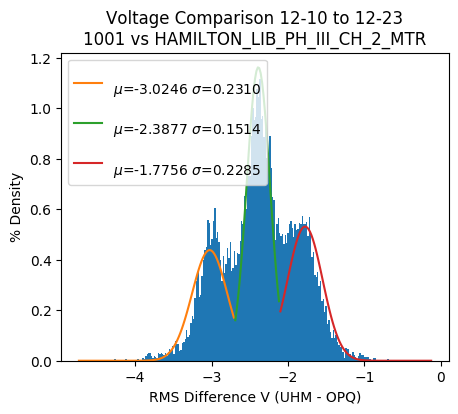 Voltage Comparison 12-10 to 12-23
1001 vs HAMILTON_LIB_PH_III_CH_2_MTR
μ=-3.0246 σ=0.2310
μ=-2.3877 σ=0.1514
μ=-1.7756 σ=0.2285
% Density
1.2
1.0
0.8
0.6
0.4
0.2
0.0
−4 −3 −2 −1 0
RMS Difference V (UHM - OPQ)